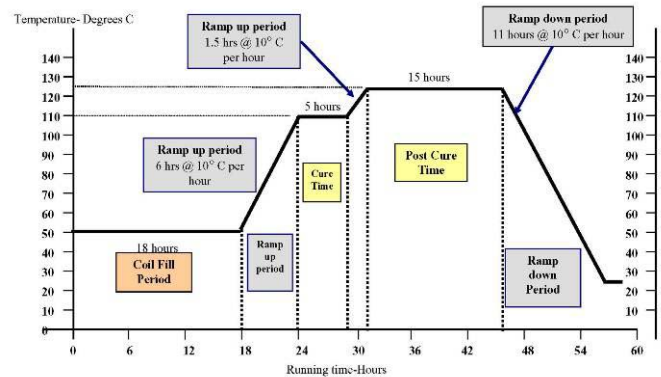 Temperature- Degrees C
Ramp up period
1.5 hrs @ 10° C
per hour
Ramp down period
11 hours @ 10° C per hour
140
130
120
110
100
90
80
70
60
50
40
30
20
10
0
140
130
120
110
100
90
80
70
60
50
40
30
20
10
15 hours
5 hours
Ramp up period
6 hrs @ 10° C per
hour
Cure
Time
Post Cure
Time
18 hours
Coil Fill
Period
Ramp
up
period
Ramp
down
Period
0
6
12
18
24
30
36
42
48
54
60
Running time-Hours